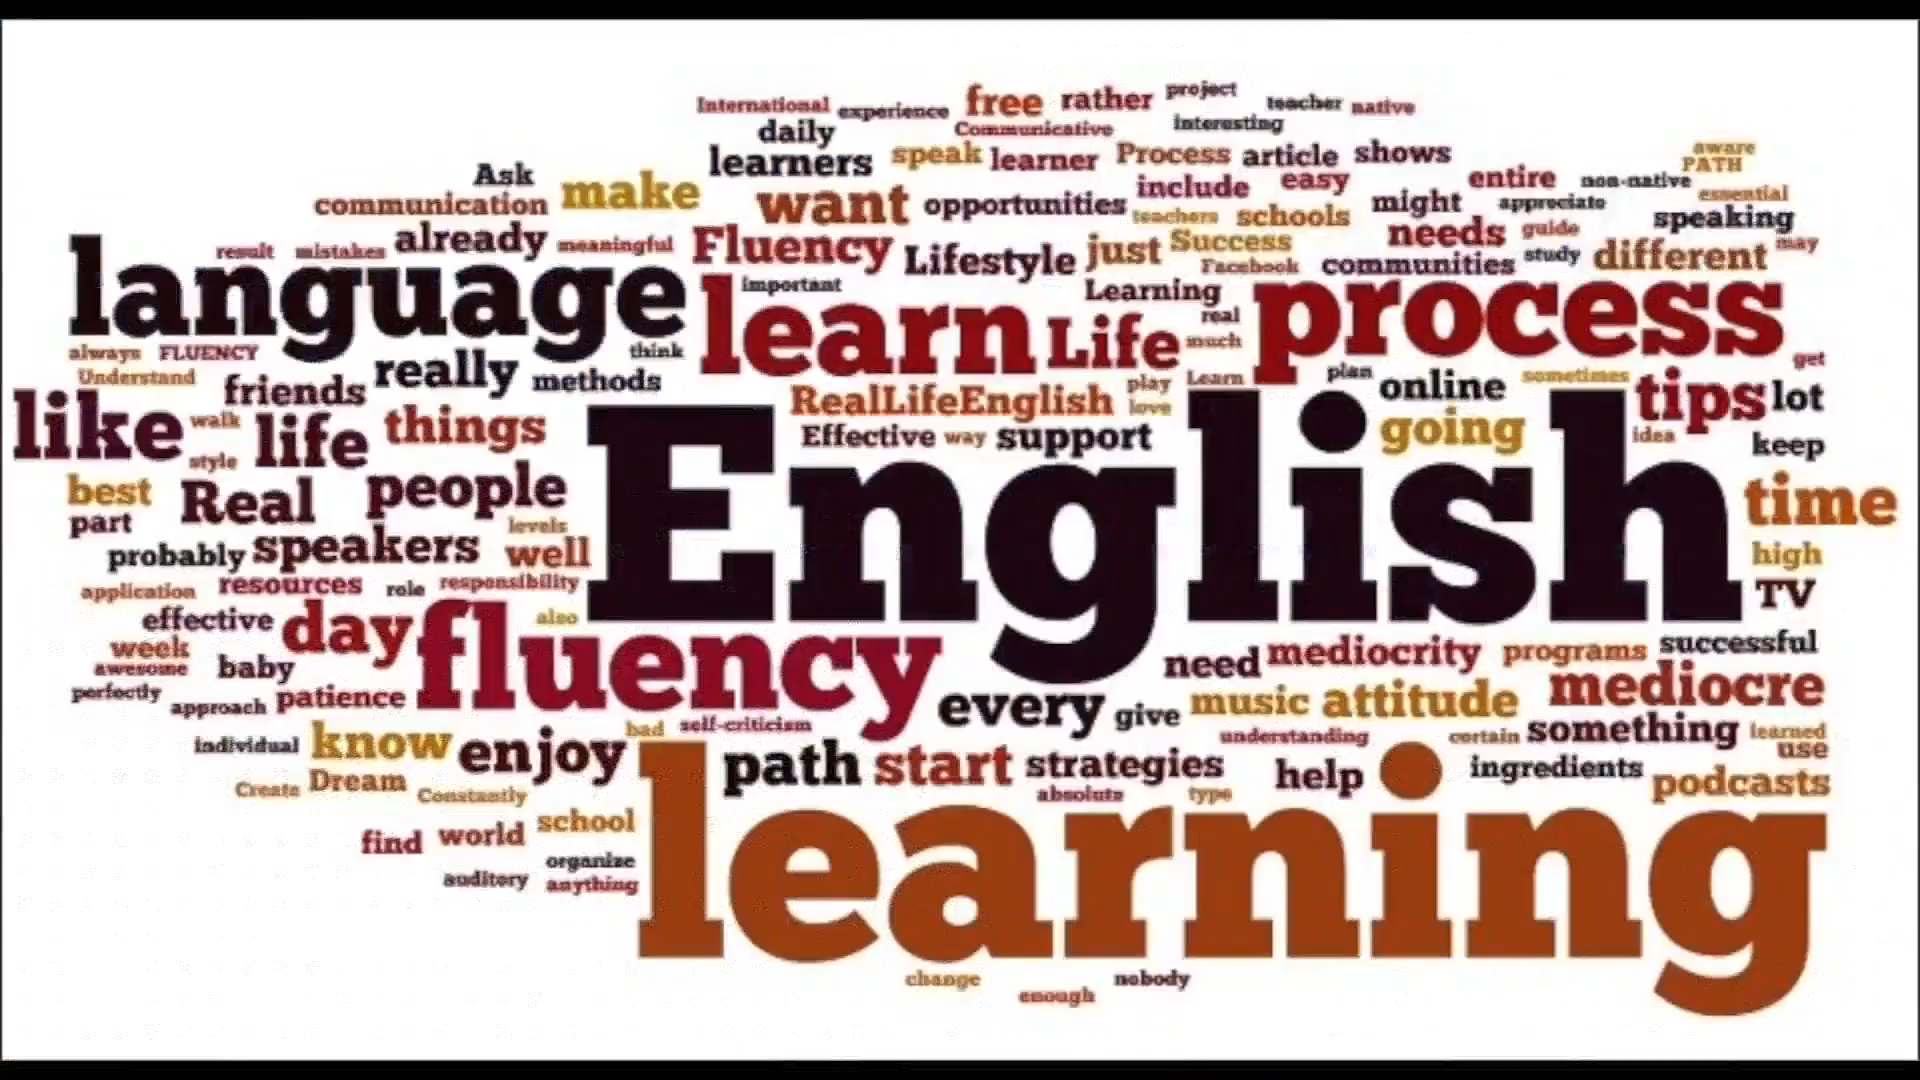 International experience free rather project teacher native
daily Communicative interesting
learners speak learner Process article shows aware
Ask make want opportunities include easy entire non-native PATH
communication teachers schools might appreciate essential
speaking
result mistakes already meaningful Fluency Lifestyle just Success needs guide different may
Facebook communities study
language important learn Life Learning real process
always FLUENCY really think much get
Understand friends methods RealLifeEnglish play Learn plan online sometimes tips lot
love
like walk life things Effective way support going idea keep
style
best Real people English time
part levels
probably speakers well high
application resources role responsibility TV
effective day fluency also
week need mediocrity programs successful
awesome baby
perfectly approach patience every give music attitude mediocre
individual know enjoy bad self-criticism understanding certain something learned
use
Create Dream Constantly path start strategies help ingredients podcasts
absolute type
find world school learning
organize
auditory anything
change nobody
enough